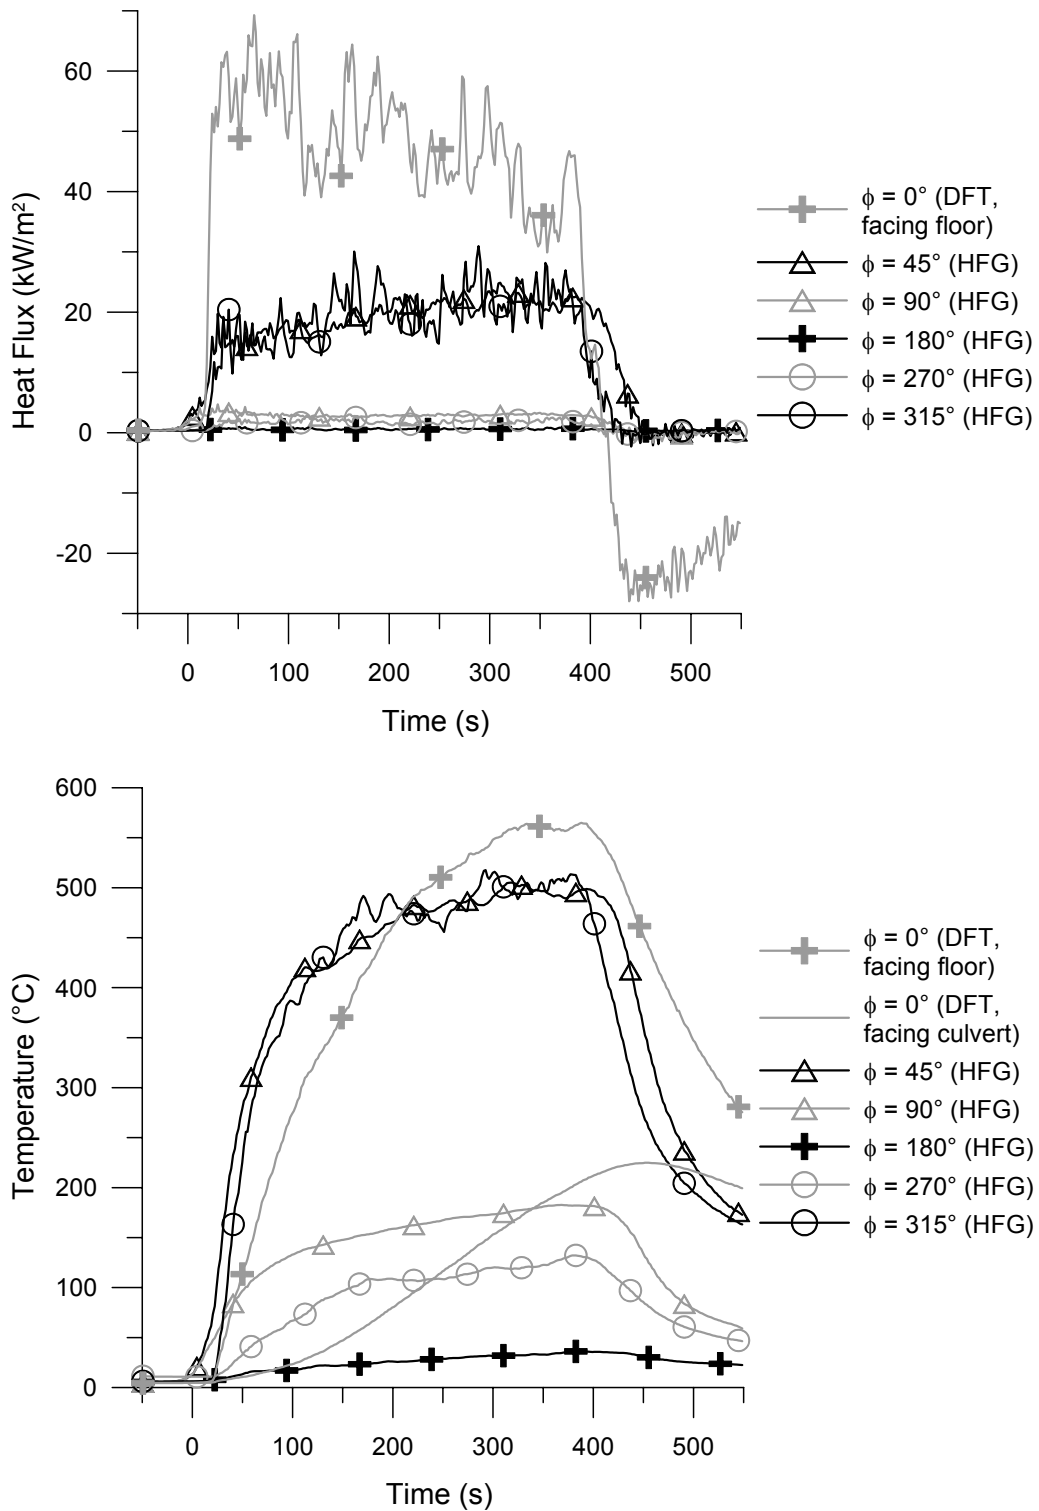 60
40
20
0
-20
Heat Flux (kW/m²)
0
100
200
300
400
500
Time (s)
ϕ = 0° (DFT,
facing floor)
ϕ = 45° (HFG)
ϕ = 90° (HFG)
ϕ = 180° (HFG)
ϕ = 270° (HFG)
ϕ = 315° (HFG)
600
500
400
300
200
100
0
Temperature (°C)
0
100
200
300
400
500
Time (s)
ϕ = 0° (DFT,
facing floor)
ϕ = 0° (DFT,
facing culvert)
ϕ = 45° (HFG)
ϕ = 90° (HFG)
ϕ = 180° (HFG)
ϕ = 270° (HFG)
ϕ = 315° (HFG)